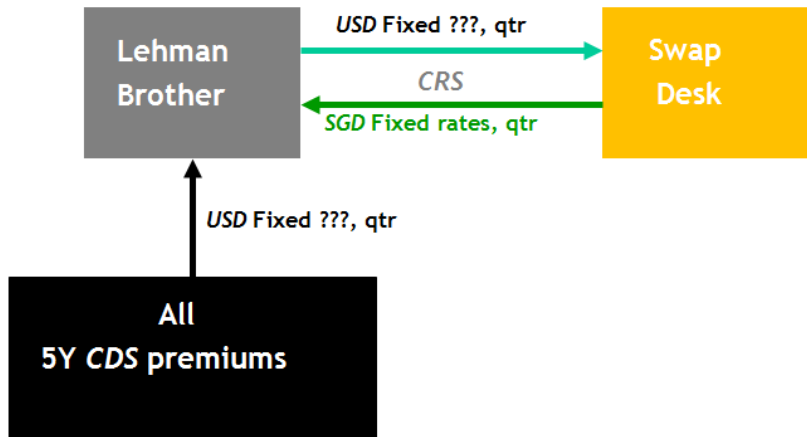 Lehman
Brother
USD Fixed ???, qtr
CRS
SGD Fixed rates, qtr
Swap
Desk
USD Fixed ???, qtr
All
5Y CDS premiums